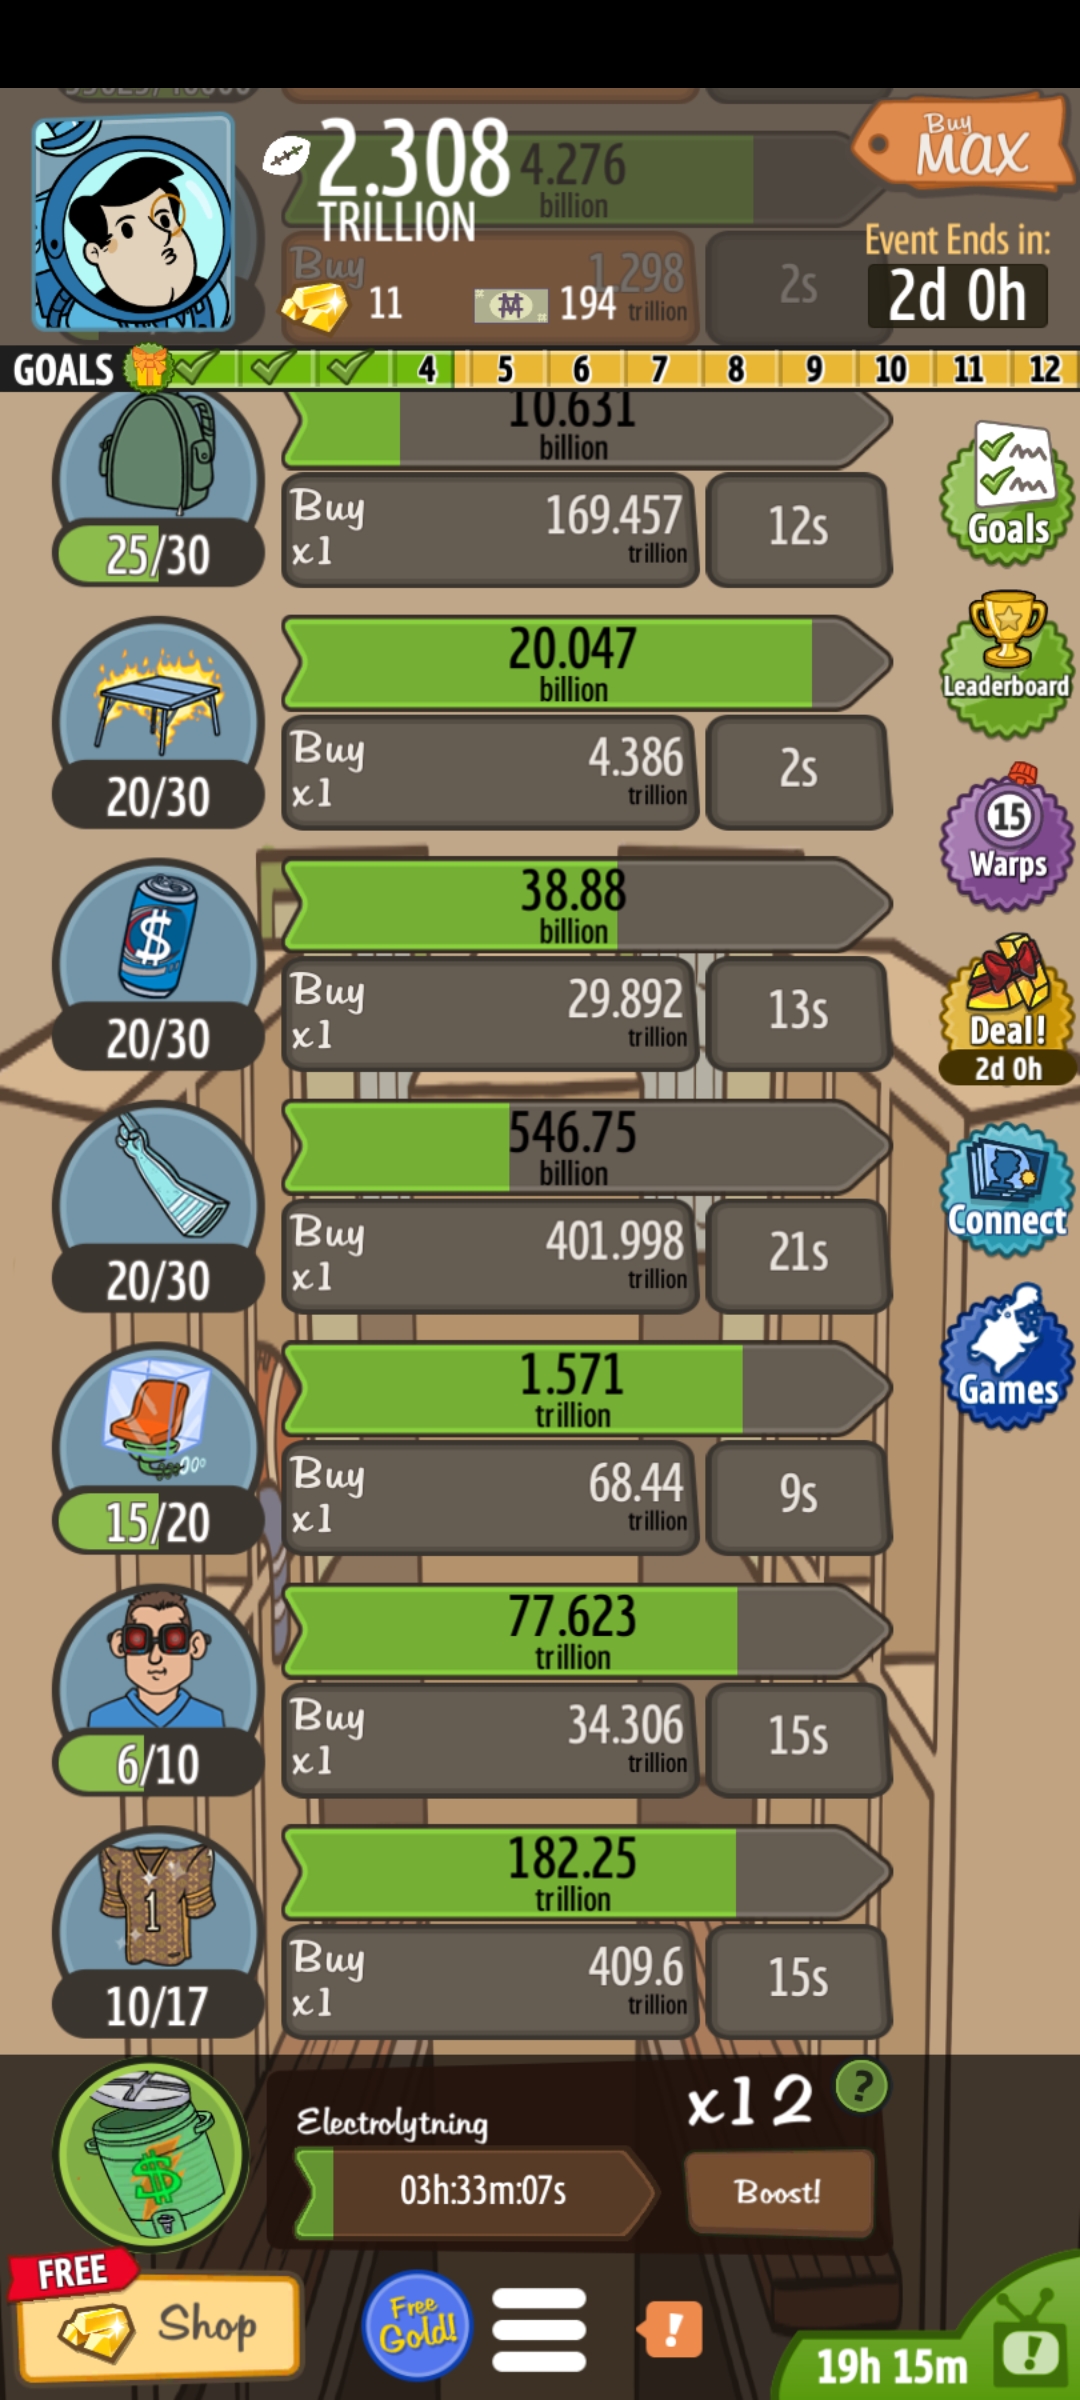 2.308
TRILLION
4.276
billion
Buy
MAX
Buy
1.298
trillion
2s
11
194
Event Ends in:
2d 0h
GOALS
4
5
6
7
8
9
10
11
12
10.631
billion
25/30
Buy
x1
169.457
trillion
12s
Goals
20.047
billion
20/30
Buy
x1
4.386
trillion
2s
Leaderboard
38.88
billion
20/30
Buy
x1
29.892
trillion
13s
15
Warps
Deal!
2d 0h
546.75
billion
20/30
Buy
x1
401.998
trillion
21s
Connect
1.571
trillion
15/20
Buy
x1
68.44
trillion
9s
Games
77.623
trillion
6/10
Buy
x1
34.306
trillion
15s
182.25
trillion
1
10/17
Buy
x1
409.6
trillion
15s
Electrolytning
x12
?
03h:33m:07s
Boost!
FREE
Shop
Free
Gold!
!
19h 15m
!